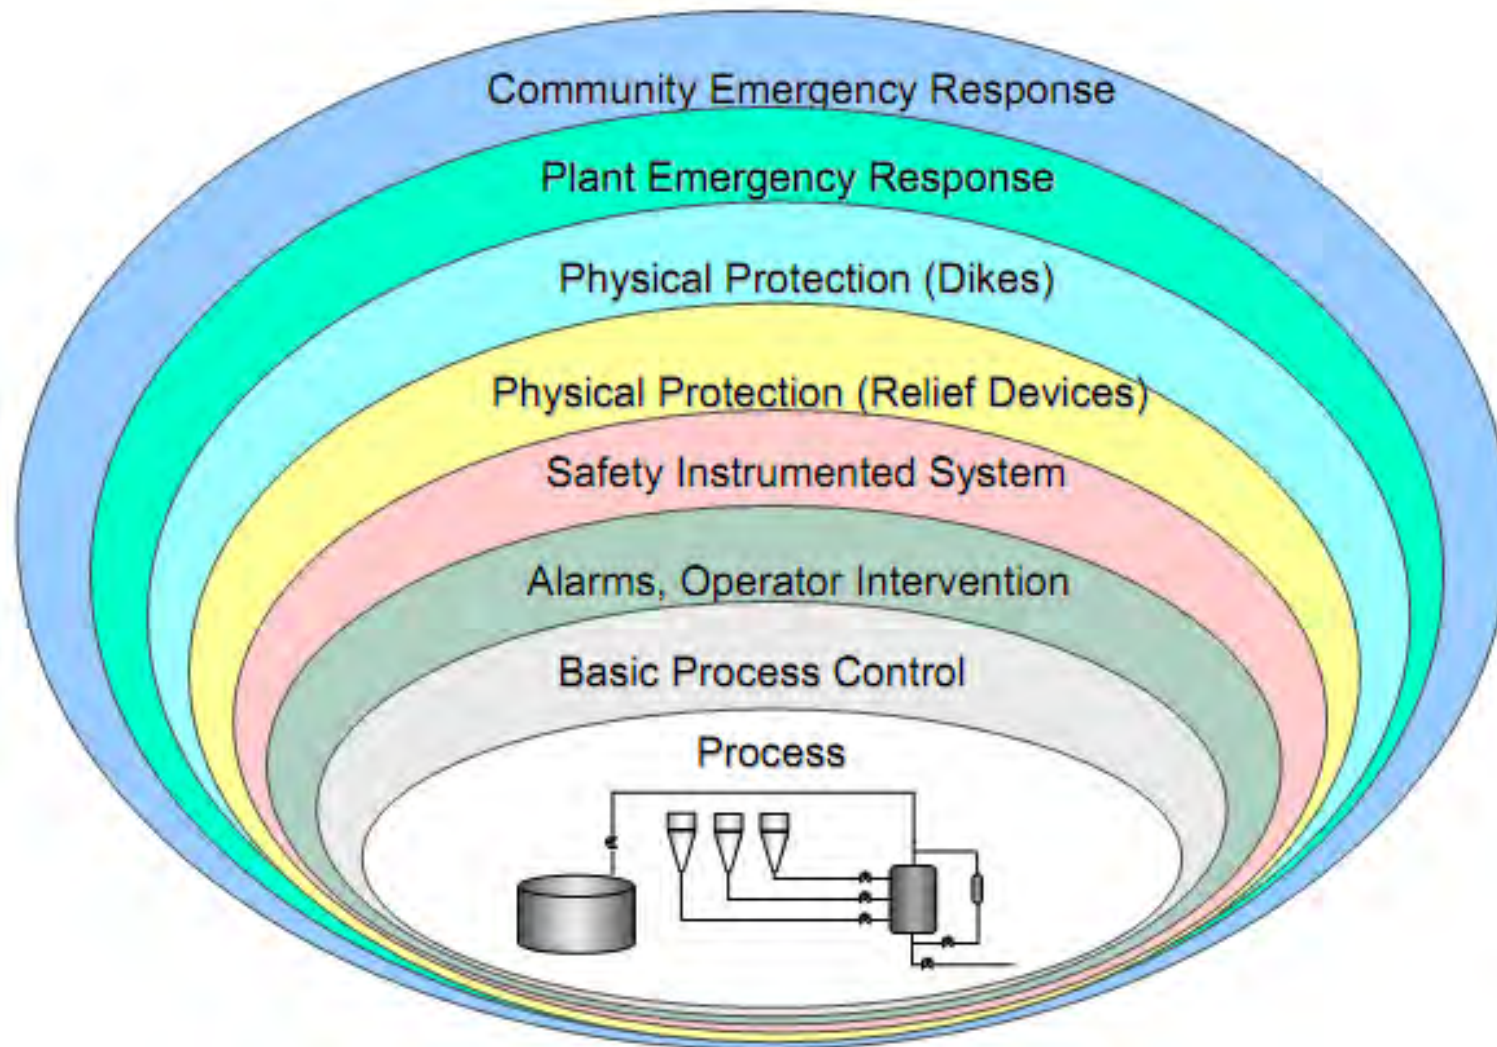 Community Emergency Response
Plant Emergency Response
Physical Protection (Dikes)
Physical Protection (Relief Devices)
Safety Instrumented System
Alarms, Operator Intervention
Basic Process Control
Process